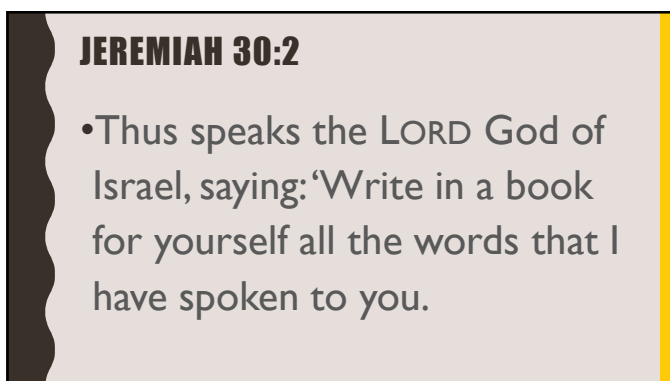 JEREMIAH 30:2
•Thus speaks the LORD God of
Israel, saying: ‘Write in a book
for yourself all the words that I
have spoken to you.